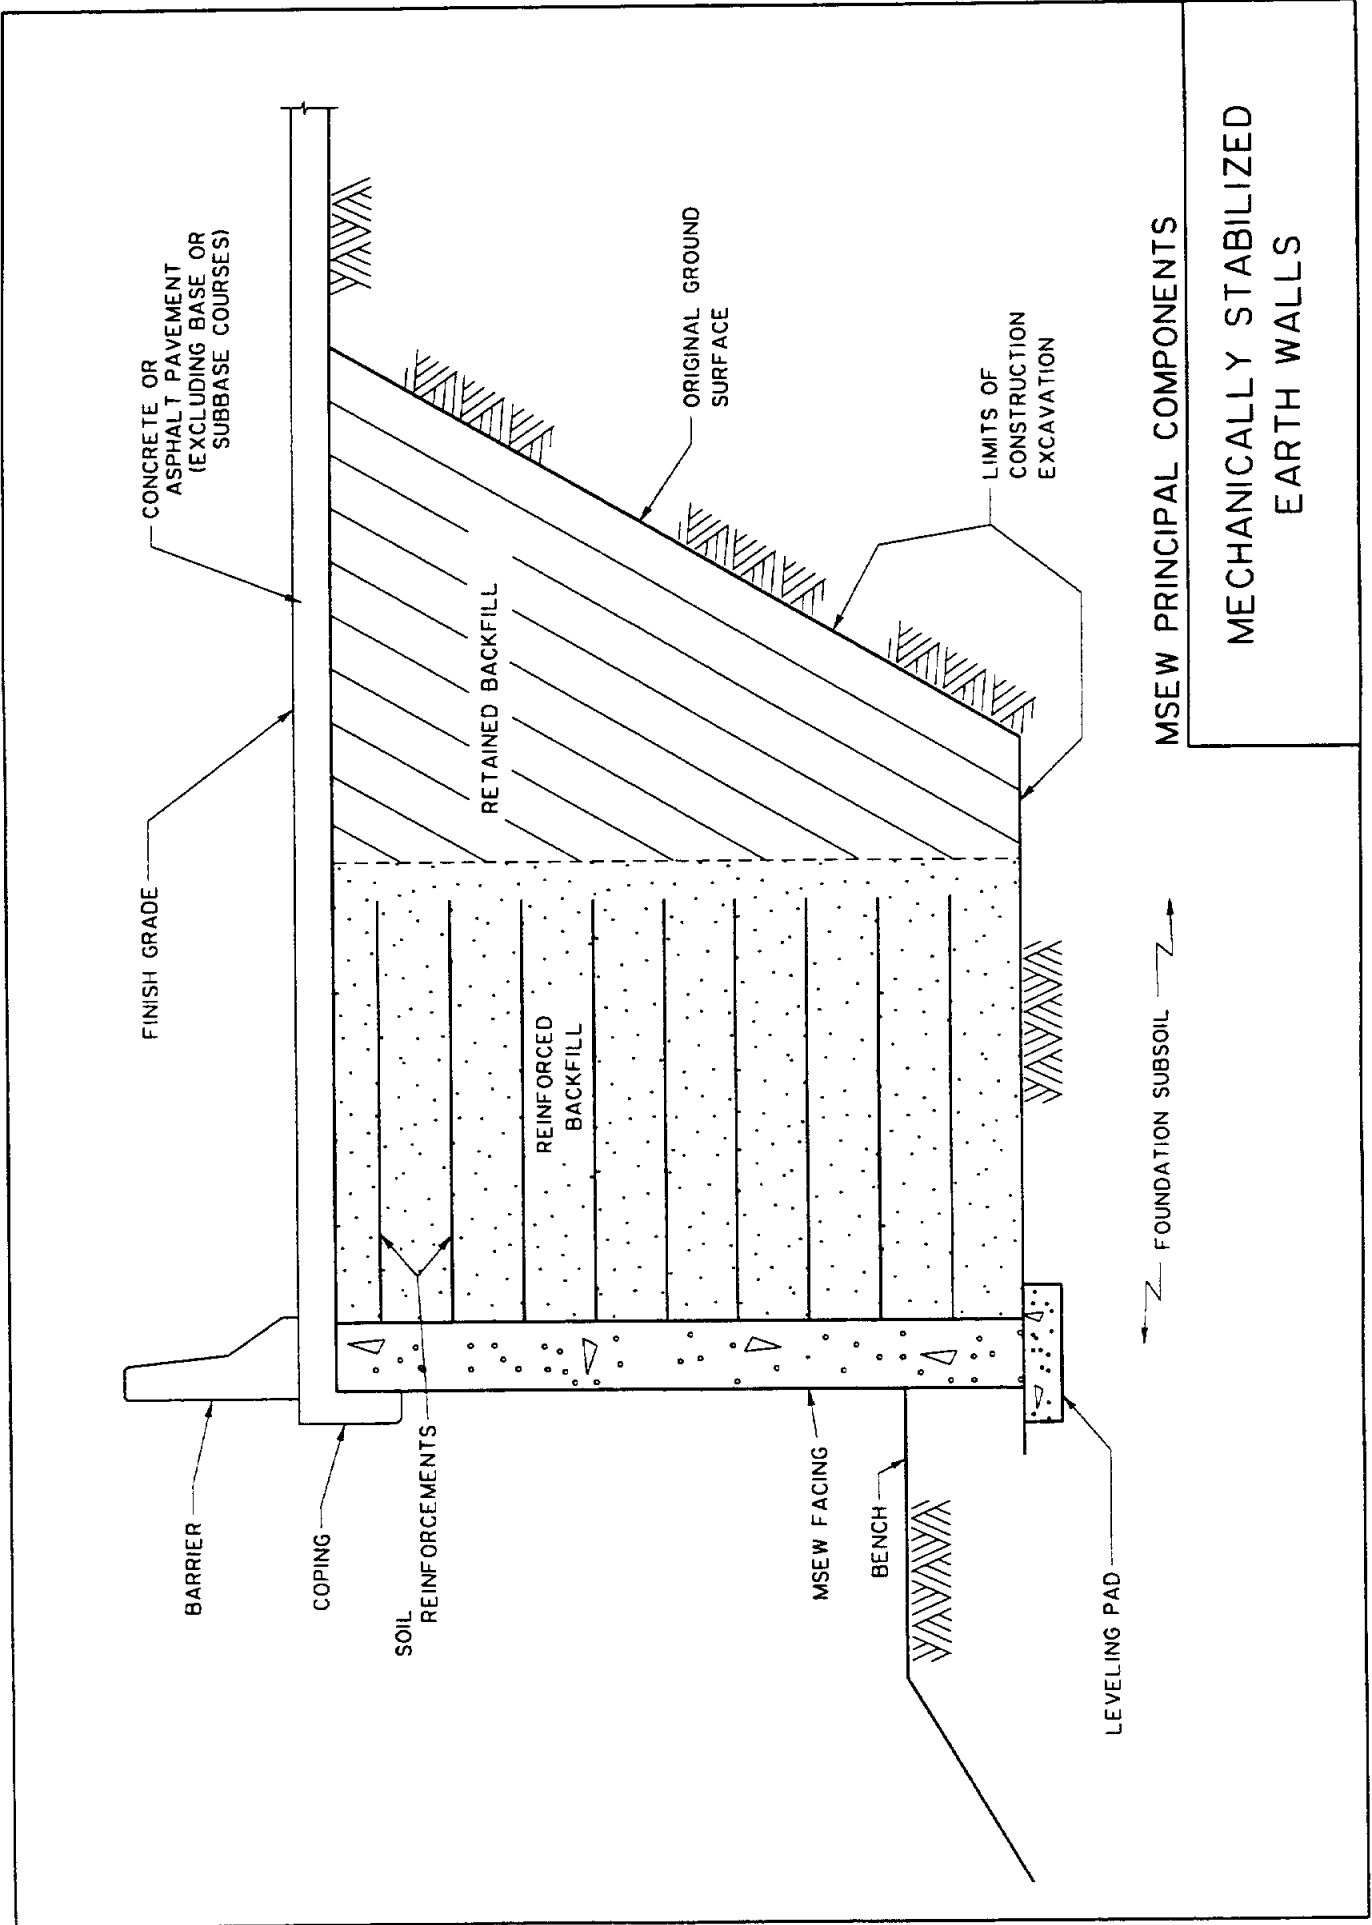 BARRIER
COPING
SOIL
REINFORCEMENTS
MSEW FACING
BENCH
LEVELING PAD
FINISH GRADE
CONCRETE OR
ASPHALT PAVEMENT
(EXCLUDING BASE OR
SUBBASE COURSES)
REINFORCED
BACKFILL
RETAINED BACKFILL
ORIGINAL GROUND
SURFACE
LIMITS OF
CONSTRUCTION
EXCAVATION
FOUNDATION SUBSOIL
MSEW PRINCIPAL COMPONENTS
MECHANICALLY STABILIZED
EARTH WALLS